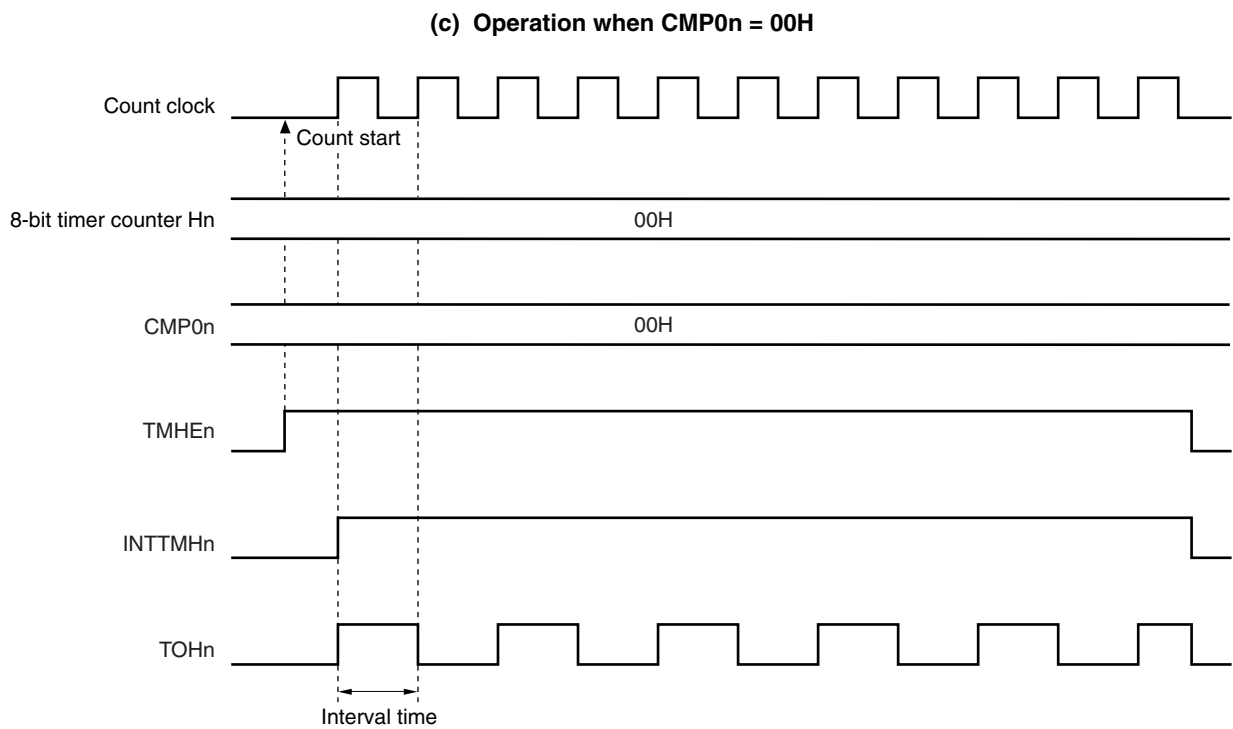 (c) Operation when CMP0n = 00H
Count clock
Count start
8-bit timer counter Hn
00H
CMP0n
00H
TMHEn
INTTMHn
TOHn
Interval time